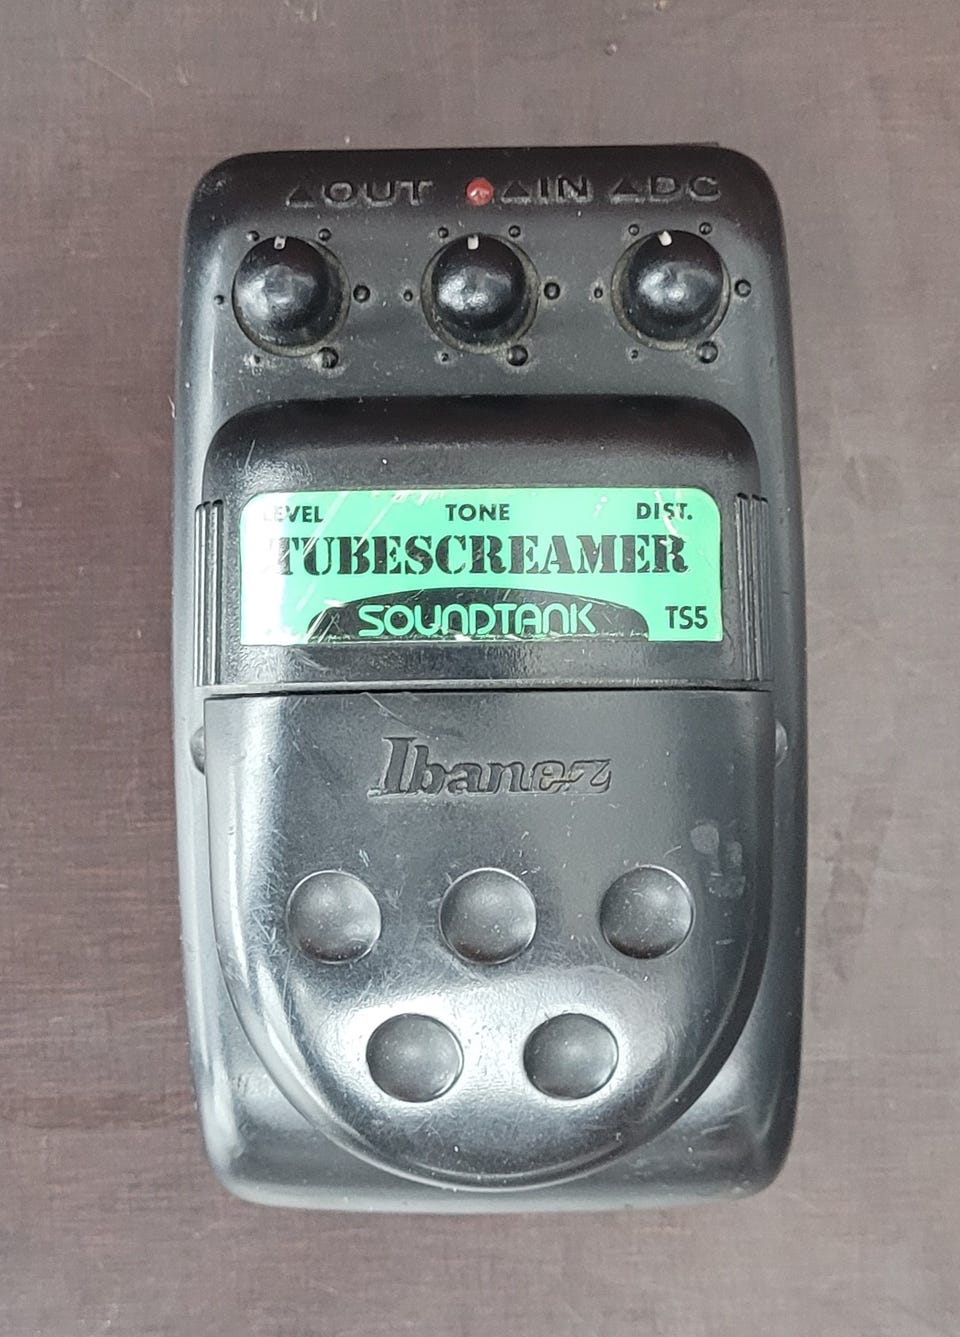 ▲OUT ▲IN ▲DC
LEVEL TONE DIST.
TUBESCREAMER
SOUNDTANK TS5
Ibanez